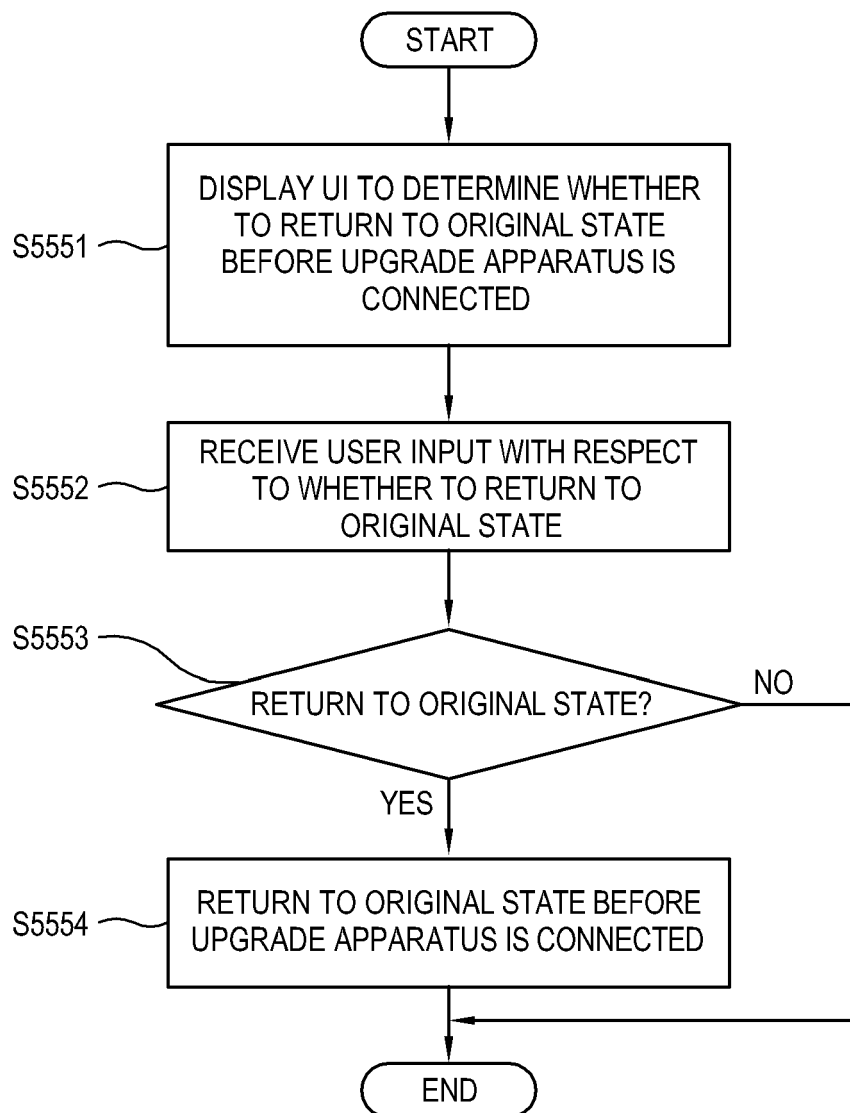 START
DISPLAY UI TO DETERMINE WHETHER
TO RETURN TO ORIGINAL STATE
BEFORE UPGRADE APPARATUS IS
CONNECTED
S5551
RECEIVE USER INPUT WITH RESPECT
TO WHETHER TO RETURN TO
ORIGINAL STATE
S5552
S5553
RETURN TO ORIGINAL STATE?
NO
YES
RETURN TO ORIGINAL STATE BEFORE
UPGRADE APPARATUS IS CONNECTED
S5554
END